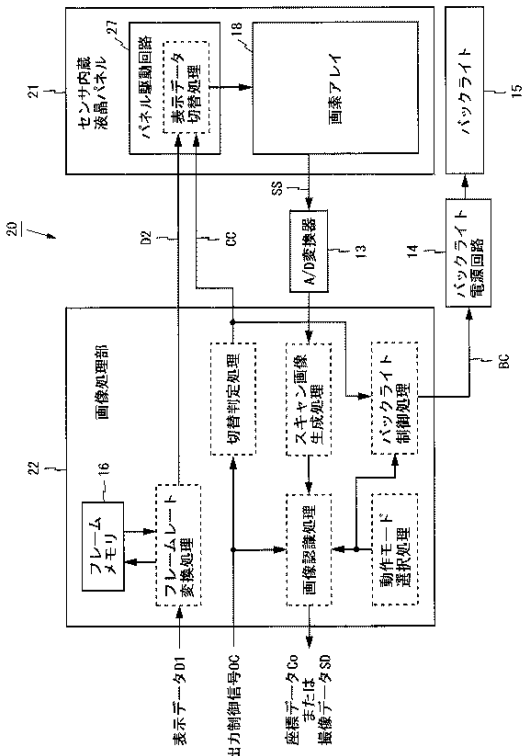 20
21
センサ内蔵
液晶パネル
27
パネル駆動回路
表示データ
切替処理
18
画素アレイ
22
画像処理部
16
フレーム
メモリ
フレームレート
変換処理
表示データD1
D2
CC
SS
出力制御信号OC
切替判定処理
A/D変換器
13
スキャン画像
生成処理
画像認識処理
座標データCo
または
撮像データSD
動作モード
選択処理
バックライト
制御処理
BC
14
バックライト
電源回路
バックライト
15